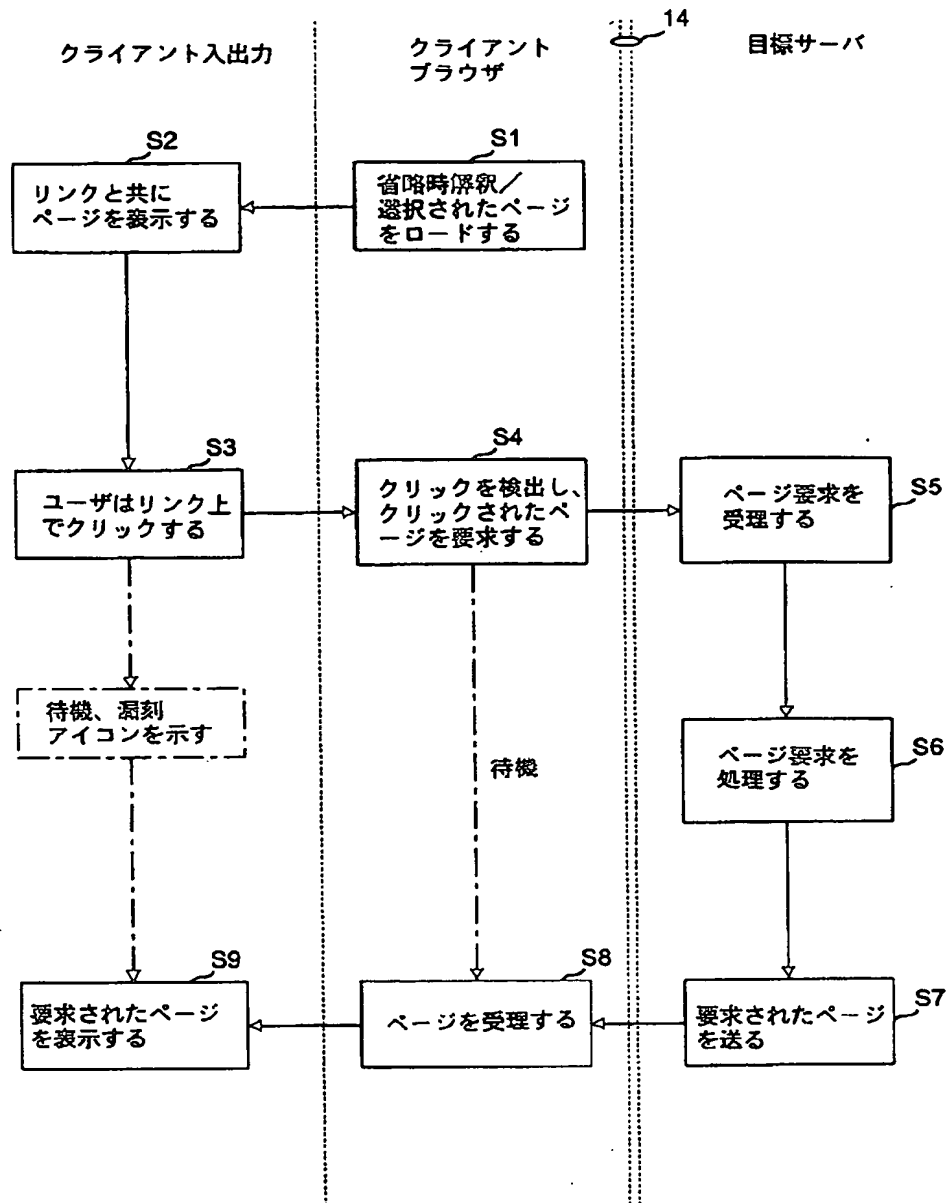 クライアント入出力
クライアント
ブラウザ
14
目標サーバ
S2
リンクと共に
ページを表示する
S1
省略時解釈/
選択されたページ
をロードする
S3
ユーザはリンク上
でクリックする
S4
クリックを検出し、
クリックされたペ
ージを要求する
S5
ページ要求を
受理する
待機、漏刻
アイコンを示す
待機
S6
ページ要求を
処理する
S9
要求されたページ
を表示する
S8
ページを受理する
S7
要求されたページ
を送る